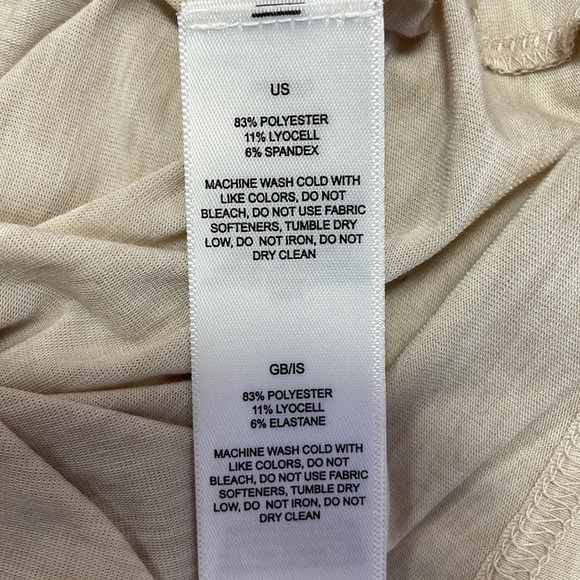 US
83% POLYESTER
11% LYOCELL
6% SPANDEX
MACHINE WASH COLD WITH
LIKE COLORS, DO NOT
BLEACH, DO NOT USE FABRIC
SOFTENERS, TUMBLE DRY
LOW, DO NOT IRON, DO NOT
DRY CLEAN
GB/IS
83% POLYESTER
11% LYOCELL
6% ELASTANE
MACHINE WASH COLD WITH
LIKE COLORS, DO NOT
BLEACH, DO NOT USE FABRIC
SOFTENERS, TUMBLE DRY
LOW, DO NOT IRON, DO NOT
DRY CLEAN